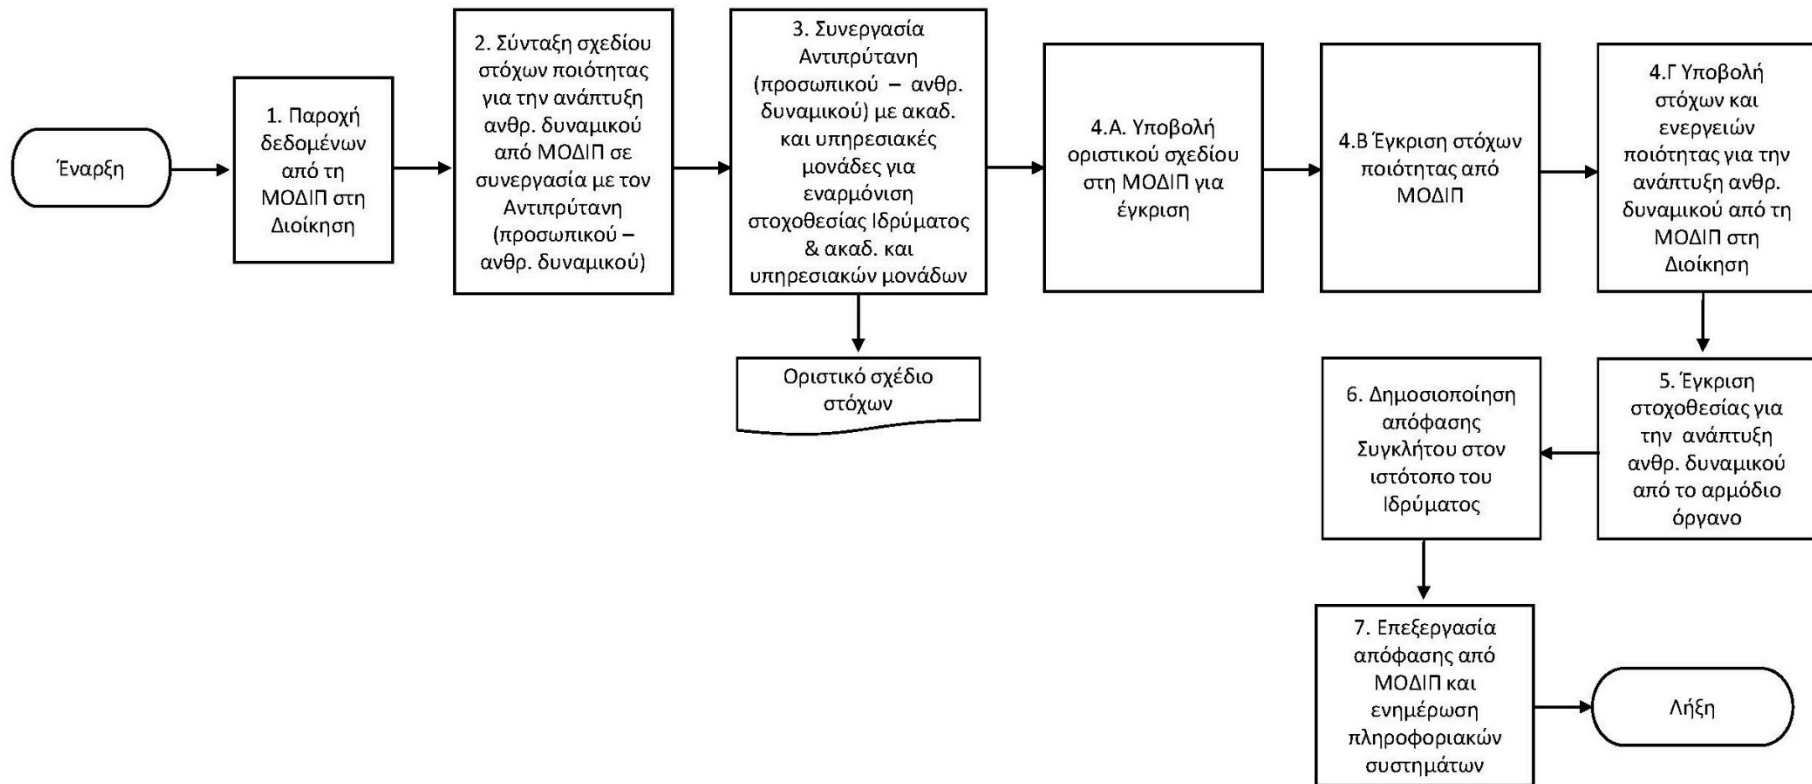 Έναρξη
1. Παροχή
δεδομένων
από τη
ΜΟΔΙΠ στη
Διοίκηση
2. Σύνταξη σχεδίου
στόχων ποιότητας
για την ανάπτυξη
ανθρ. δυναμικού
από ΜΟΔΙΠ σε
συνεργασία με τον
Αντιπρύτανη
(προσωπικού –
ανθρ. δυναμικού)
3. Συνεργασία
Αντιπρύτανη
(προσωπικού – ανθρ.
δυναμικού) με ακαδ.
και υπηρεσιακές
μονάδες για
εναρμόνιση
στοχοθεσίας Ιδρύματος
& ακαδ. και
υπηρεσιακών μονάδων
Οριστικό σχέδιο
στόχων
4.Α. Υποβολή
οριστικού σχεδίου
στη ΜΟΔΙΠ για
έγκριση
4.Β Έγκριση στόχων
ποιότητας από
ΜΟΔΙΠ
4.Γ Υποβολή
στόχων και
ενεργειών
ποιότητας για την
ανάπτυξη ανθρ.
δυναμικού από τη
ΜΟΔΙΠ στη
Διοίκηση
5. Έγκριση
στοχοθεσίας για
την ανάπτυξη
ανθρ. δυναμικού
από το αρμόδιο
όργανο
6. Δημοσιοποίηση
απόφασης
Συγκλήτου στον
ιστότοπο του
Ιδρύματος
7. Επεξεργασία
απόφασης από
ΜΟΔΙΠ και
ενημέρωση
πληροφοριακών
συστημάτων
Λήξη